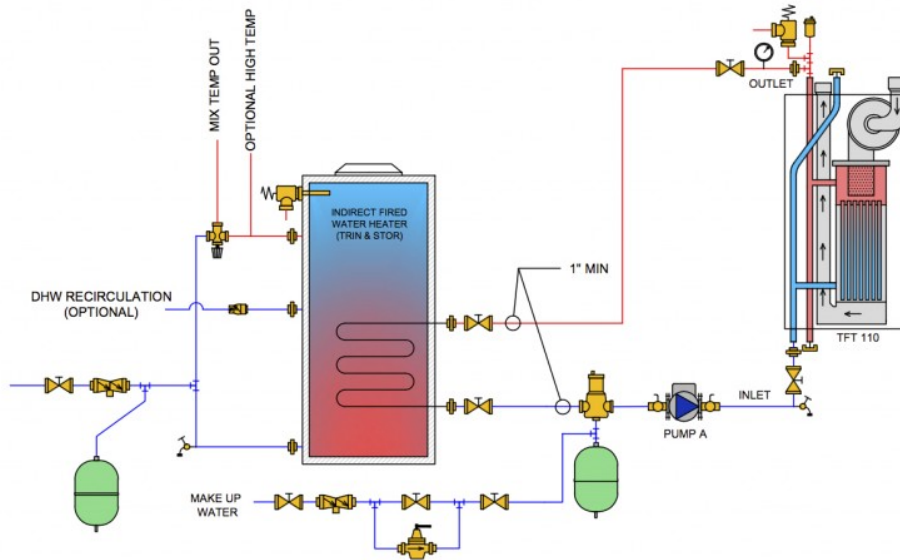 MIX TEMP OUT
OPTIONAL HIGH TEMP
OUTLET
INDIRECT FIRED
WATER HEATER
(TRIN & STOR)
1" MIN
DHW RECIRCULATION
(OPTIONAL)
TFT 110
INLET
PUMP A
MAKE UP
WATER